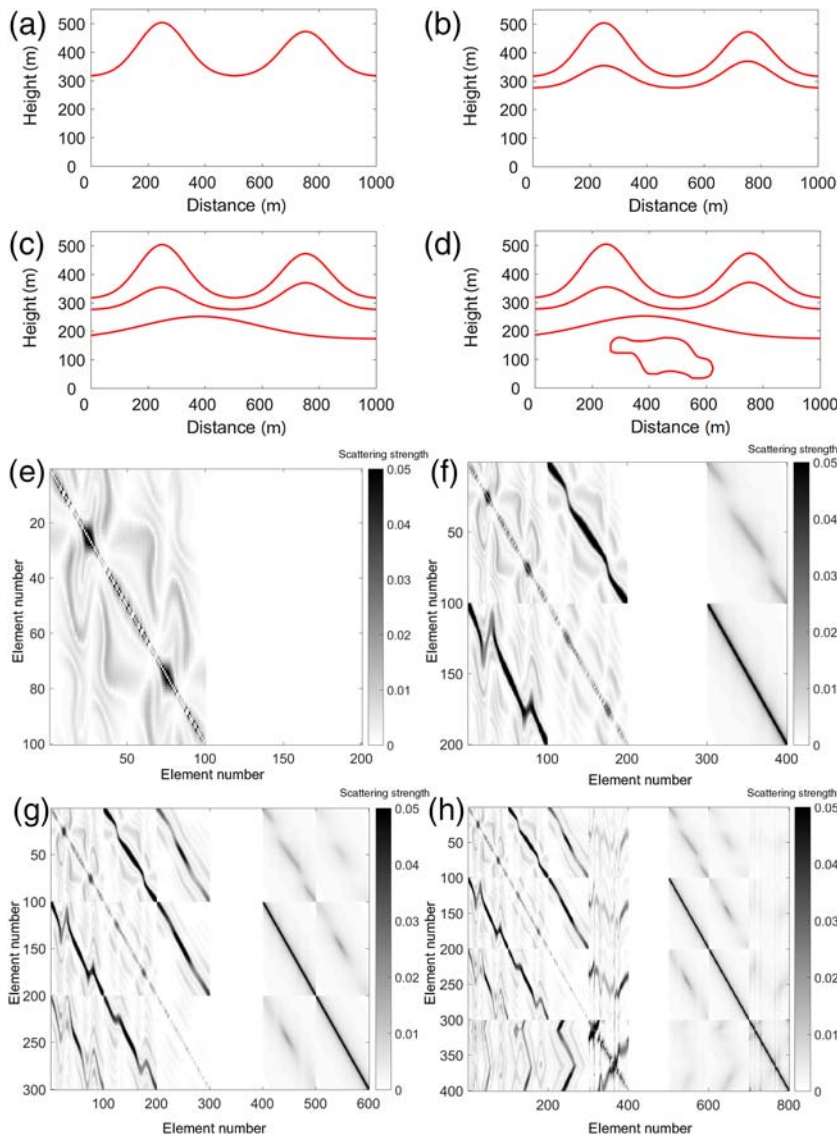 (a)
Height (m)
500
400
300
200
100
0
0 200 400 600 800 1000
Distance (m)
(b)
Height (m)
500
400
300
200
100
0
0 200 400 600 800 1000
Distance (m)
(c)
Height (m)
500
400
300
200
100
0
0 200 400 600 800 1000
Distance (m)
(d)
Height (m)
500
400
300
200
100
0
0 200 400 600 800 1000
Distance (m)
(e)
Scattering strength
Element number
20
40
60
80
100
50 100 150 200
Element number
0.05
0.04
0.03
0.02
0.01
0
(f)
Scattering strength
Element number
50
100
150
200
100 200 300 400
Element number
0.05
0.04
0.03
0.02
0.01
0
(g)
Scattering strength
Element number
50
100
150
200
250
300
100 200 300 400 500 600
Element number
0.05
0.04
0.03
0.02
0.01
0
(h)
Scattering strength
Element number
50
100
150
200
250
300
350
400
200 400 600 800
Element number
0.05
0.04
0.03
0.02
0.01
0